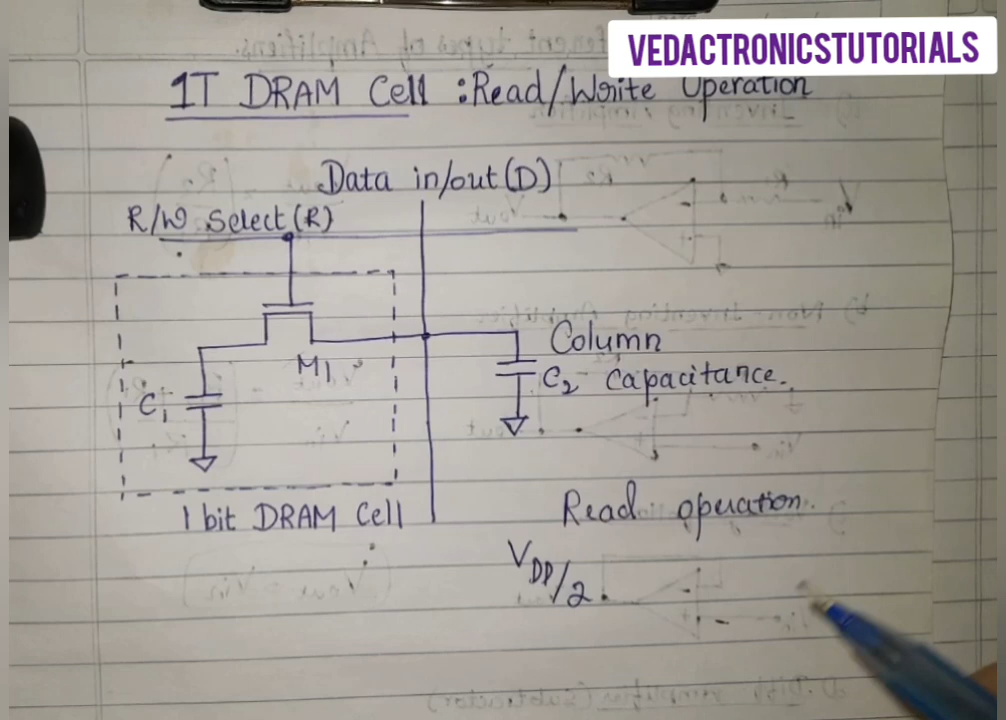 VEDACTRONICSTUTORIALS
1T DRAM Cell : Read/Write Operation
Data in/out (D)
R/W Select (R)
M1
Column
C2 Capacitance.
C1
1 bit DRAM Cell
Read operation.
VDD/2